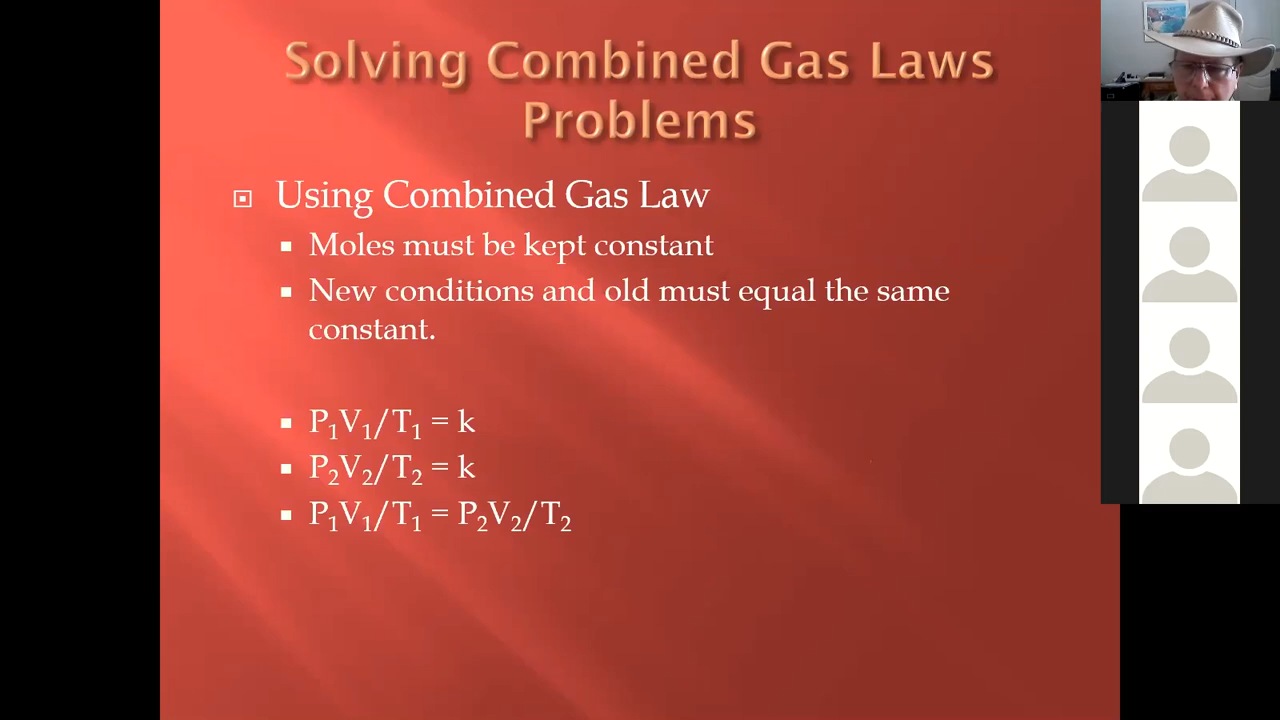 Solving Combined Gas Laws
Problems
Using Combined Gas Law
Moles must be kept constant
New conditions and old must equal the same
constant.
P₁V₁/T₁ = k
P₂V₂/T₂ = k
P₁V₁/T₁ = P₂V₂/T₂